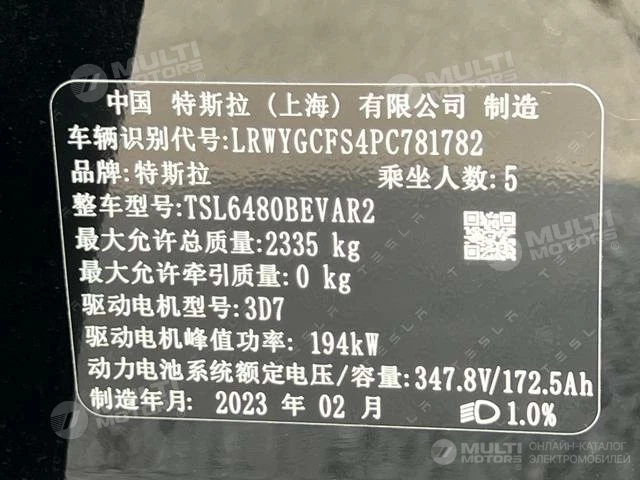 MULTI MOTORS
中国 特斯拉 (上海) 有限公司 制造
车辆识别代号:LRWYGCFS4PC781782
品牌:特斯拉 乘坐人数:5
整车型号:TSL6480BEVAR2
最大允许总质量:2335 kg
最大允许牵引质量:0 kg
驱动电机型号:3D7
驱动电机峰值功率: 194kW
动力电池系统额定电压/容量:347.8V/172.5Ah
制造年月: 2023 年 02 月 1.0%
MULTI MOTORS ОНЛАЙН-КАТАЛОГ ЭЛЕКТРОМОБИЛЕЙ